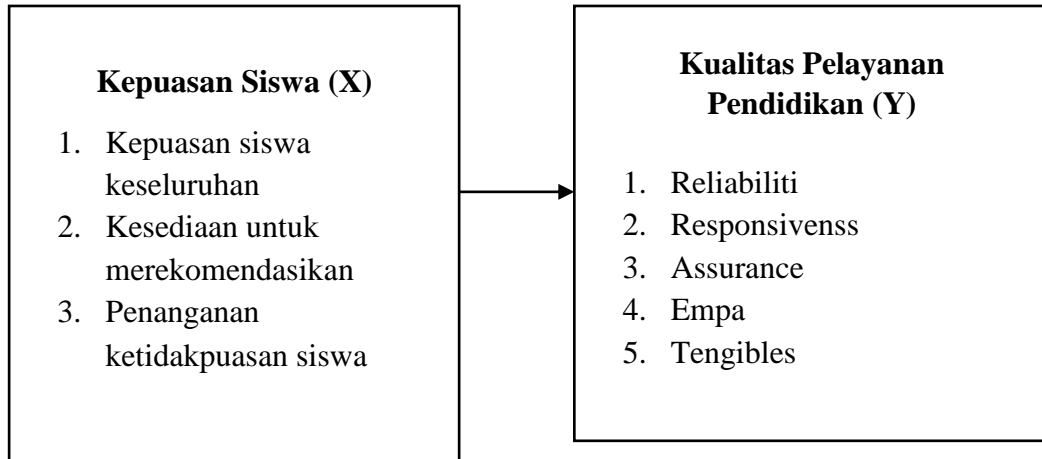 Kepuasan Siswa (X)
1. Kepuasan siswa
keseluruhan
2. Kesediaan untuk
merekomendasikan
3. Penanganan
ketidakpuasan siswa
Kualitas Pelayanan
Pendidikan (Y)
1. Reliabiliti
2. Responsivenss
3. Assurance
4. Empa
5. Tengibles